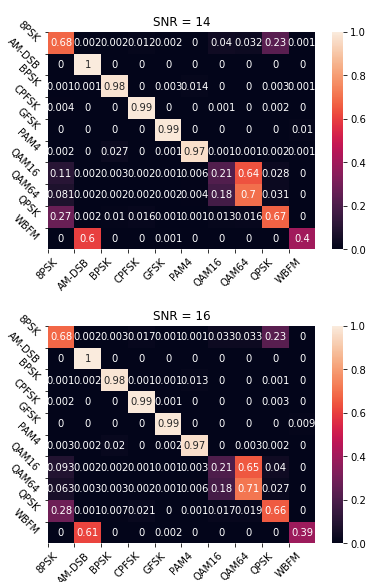 SNR = 14
8PSK 0.68 0.002 0.002 0.012 0.002 0 0.04 0.032 0.23 0.001
AM-DSB 0 1 0 0 0 0 0 0 0 0
BPSK 0.001 0.001 0.98 0 0.003 0.014 0 0 0.003 0.001
CPFSK 0.004 0 0 0.99 0 0 0.001 0 0.002 0
GFSK 0 0 0 0 0.99 0 0 0 0 0.01
PAM4 0.002 0 0.027 0 0.001 0.97 0.001 0.001 0.002 0.001
QAM16 0.11 0.002 0.003 0.002 0.001 0.006 0.21 0.64 0.028 0
QAM64 0.081 0.002 0.002 0.002 0.002 0.004 0.18 0.7 0.031 0
QPSK 0.27 0.002 0.01 0.016 0.001 0.001 0.013 0.016 0.67 0
WBFM 0 0.6 0 0 0.001 0 0 0 0 0.4
8PSK AM-DSB BPSK CPFSK GFSK PAM4 QAM16 QAM64 QPSK WBFM
1.0
0.8
0.6
0.4
0.2
0.0
SNR = 16
8PSK 0.68 0.002 0.003 0.017 0.001 0.001 0.033 0.033 0.23 0
AM-DSB 0 1 0 0 0 0 0 0 0 0
BPSK 0.001 0.002 0.98 0.001 0.001 0.013 0 0 0.001 0
CPFSK 0.002 0 0 0.99 0.001 0 0 0 0.003 0
GFSK 0 0 0 0 0.99 0 0 0 0 0.009
PAM4 0.003 0.002 0.02 0 0.002 0.97 0 0.003 0.002 0
QAM16 0.093 0.002 0.002 0.001 0.001 0.003 0.21 0.65 0.04 0
QAM64 0.063 0.003 0.002 0.001 0.001 0.006 0.18 0.71 0.027 0
QPSK 0.28 0.001 0.007 0.021 0 0.001 0.017 0.019 0.66 0
WBFM 0 0.61 0 0 0.002 0 0 0 0 0.39
8PSK AM-DSB BPSK CPFSK GFSK PAM4 QAM16 QAM64 QPSK WBFM
1.0
0.8
0.6
0.4
0.2
0.0